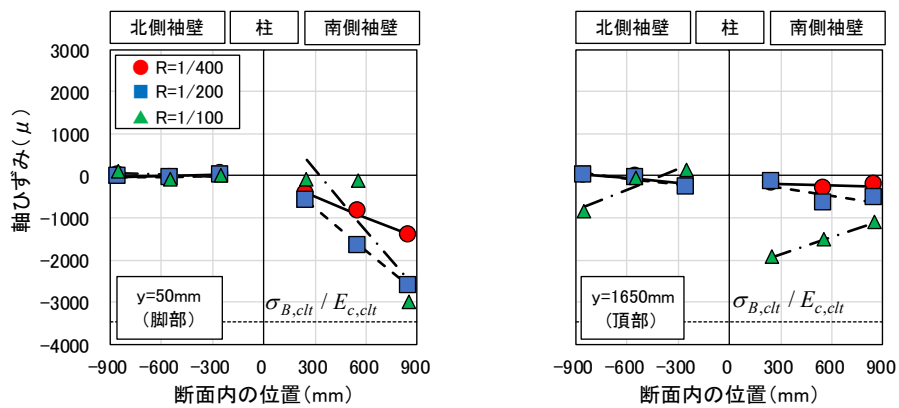 北側袖壁 柱 南側袖壁
3000
2000
1000
0
-1000
-2000
-3000
-4000
軸ひずみ(μ)
R=1/400
R=1/200
R=1/100
y=50mm
(脚部)
σB,clt / Ec,clt
-900 -600 -300 0 300 600 900
断面内の位置(mm)
北側袖壁 柱 南側袖壁
y=1650mm
(頂部)
σB,clt / Ec,clt
-900 -600 -300 0 300 600 900
断面内の位置(mm)